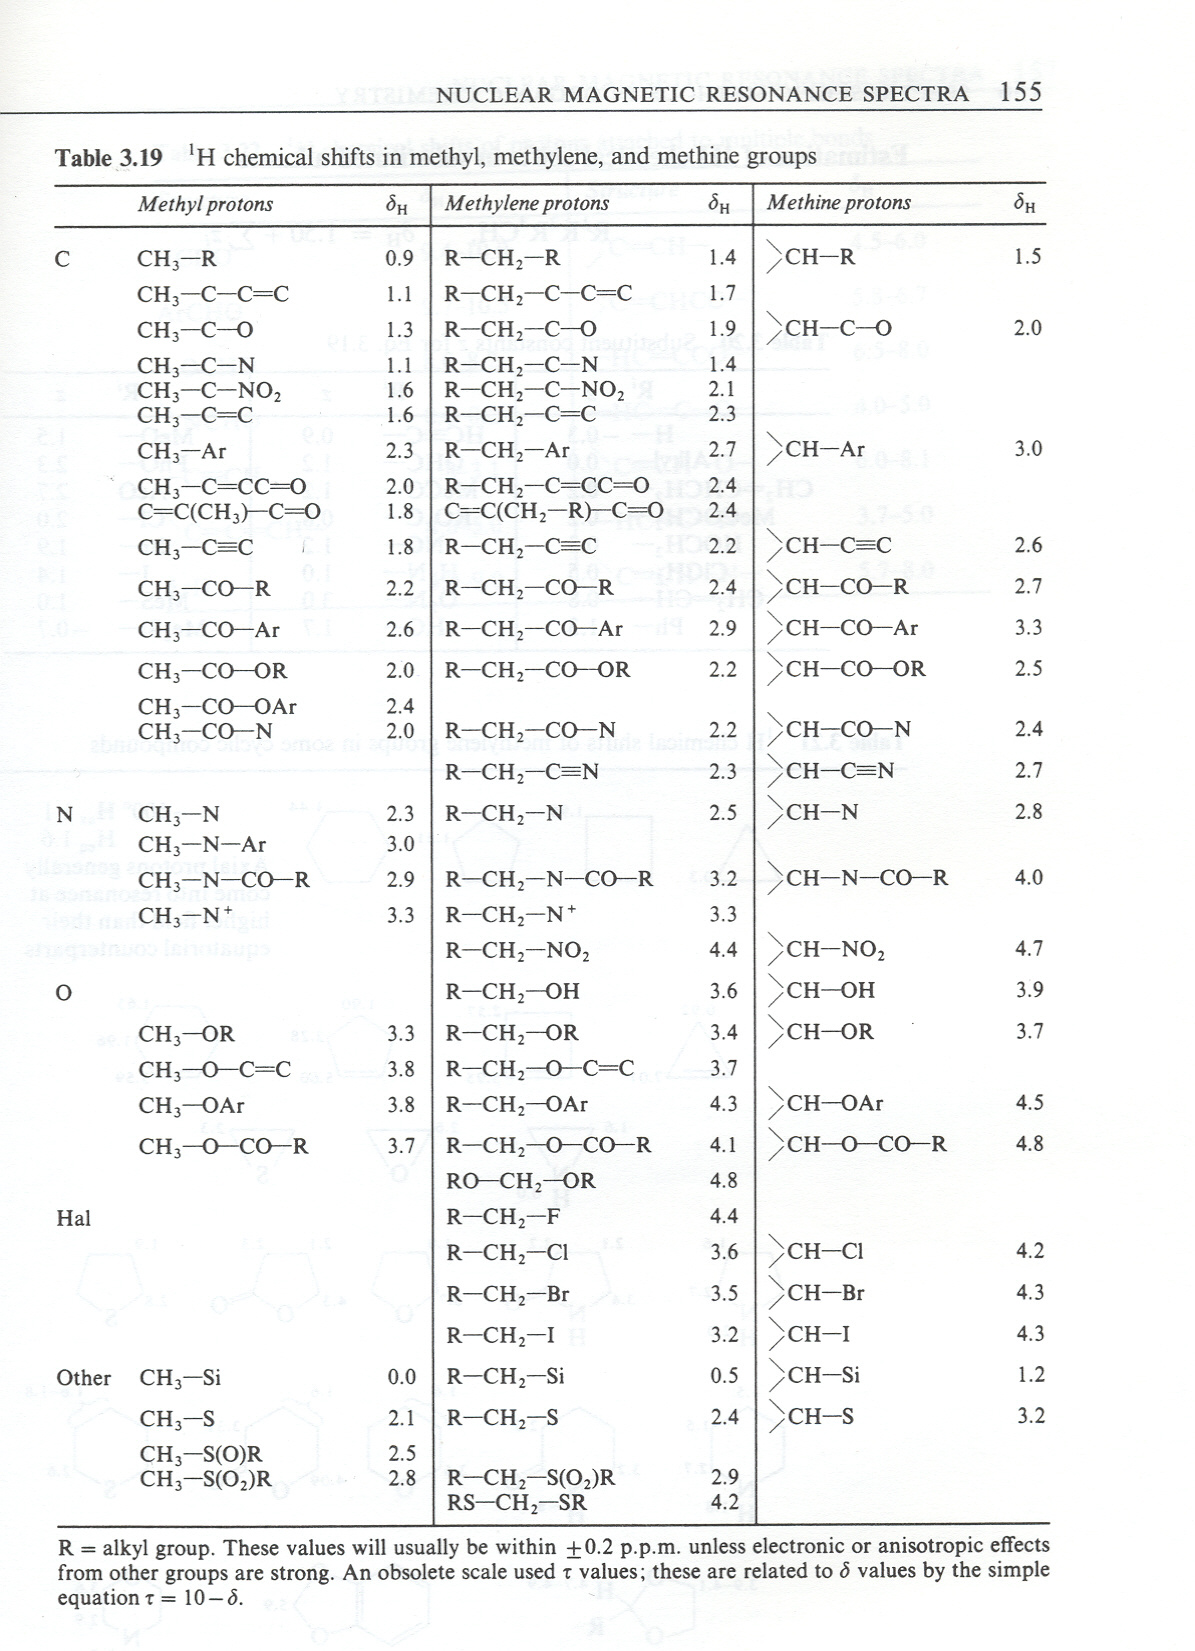 NUCLEAR MAGNETIC RESONANCE SPECTRA 155
Table 3.19 ¹H chemical shifts in methyl, methylene, and methine groups
Methyl protons δH Methylene protons δH Methine protons δH
C CH₃—R 0.9 R—CH₂—R 1.4 >CH—R 1.5
CH₃—C—C=C 1.1 R—CH₂—C—C=C 1.7
CH₃—C—O 1.3 R—CH₂—C—O 1.9 >CH—C—O 2.0
CH₃—C—N 1.1 R—CH₂—C—N 1.4
CH₃—C—NO₂ 1.6 R—CH₂—C—NO₂ 2.1
CH₃—C=C 1.6 R—CH₂—C=C 2.3
CH₃—Ar 2.3 R—CH₂—Ar 2.7 >CH—Ar 3.0
CH₃—C=CC=O 2.0 R—CH₂—C=CC=O 2.4
C=C(CH₃)—C=O 1.8 C=C(CH₂—R)—C=O 2.4
CH₃—C≡C 1.8 R—CH₂—C≡C 2.2 >CH—C≡C 2.6
CH₃—CO—R 2.2 R—CH₂—CO—R 2.4 >CH—CO—R 2.7
CH₃—CO—Ar 2.6 R—CH₂—CO—Ar 2.9 >CH—CO—Ar 3.3
CH₃—CO—OR 2.0 R—CH₂—CO—OR 2.2 >CH—CO—OR 2.5
CH₃—CO—OAr 2.4
CH₃—CO—N 2.0 R—CH₂—CO—N 2.2 >CH—CO—N 2.4
R—CH₂—C≡N 2.3 >CH—C≡N 2.7
N CH₃—N 2.3 R—CH₂—N 2.5 >CH—N 2.8
CH₃—N—Ar 3.0
CH₃—N—CO—R 2.9 R—CH₂—N—CO—R 3.2 >CH—N—CO—R 4.0
CH₃—N⁺ 3.3 R—CH₂—N⁺ 3.3
R—CH₂—NO₂ 4.4 >CH—NO₂ 4.7
O R—CH₂—OH 3.6 >CH—OH 3.9
CH₃—OR 3.3 R—CH₂—OR 3.4 >CH—OR 3.7
CH₃—O—C=C 3.8 R—CH₂—O—C=C 3.7
CH₃—OAr 3.8 R—CH₂—OAr 4.3 >CH—OAr 4.5
CH₃—O—CO—R 3.7 R—CH₂—O—CO—R 4.1 >CH—O—CO—R 4.8
RO—CH₂—OR 4.8
Hal R—CH₂—F 4.4
R—CH₂—Cl 3.6 >CH—Cl 4.2
R—CH₂—Br 3.5 >CH—Br 4.3
R—CH₂—I 3.2 >CH—I 4.3
Other CH₃—Si 0.0 R—CH₂—Si 0.5 >CH—Si 1.2
CH₃—S 2.1 R—CH₂—S 2.4 >CH—S 3.2
CH₃—S(O)R 2.5
CH₃—S(O₂)R 2.8 R—CH₂—S(O₂)R 2.9
RS—CH₂—SR 4.2
R = alkyl group. These values will usually be within ±0.2 p.p.m. unless electronic or anisotropic effects
from other groups are strong. An obsolete scale used τ values; these are related to δ values by the simple
equation τ = 10−δ.